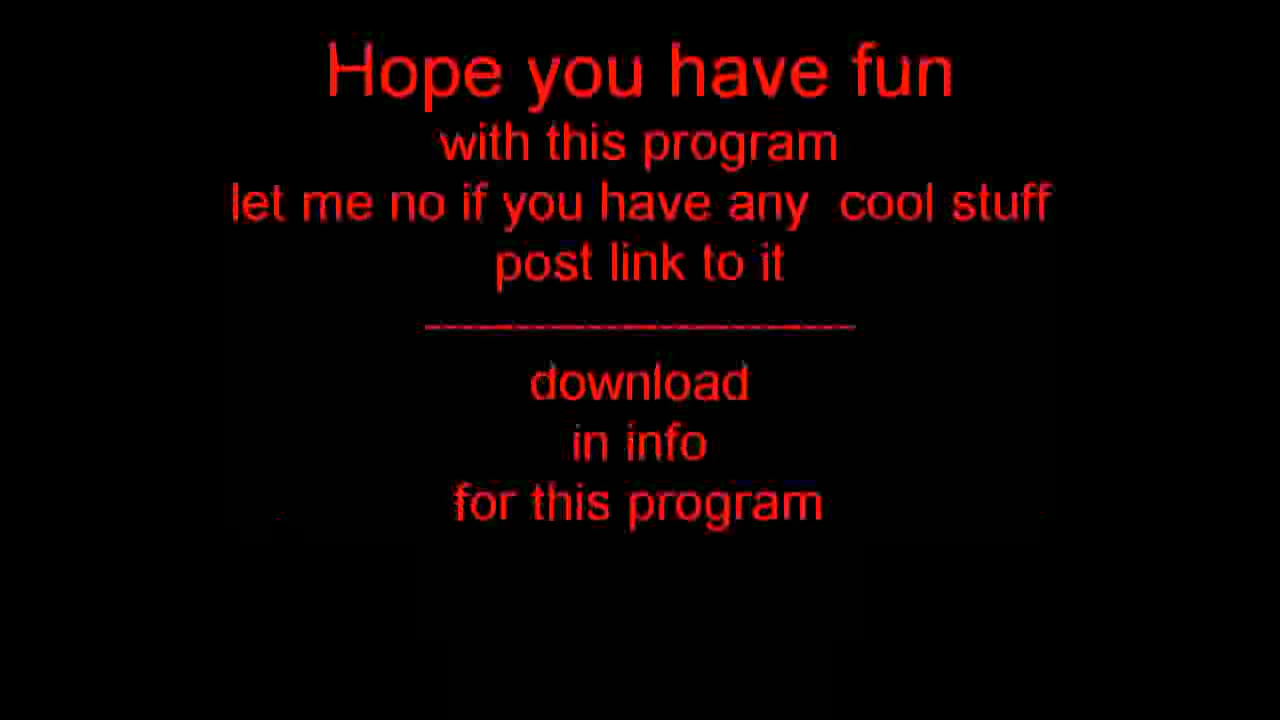 Hope you have fun
with this program
let me no if you have any cool stuff
post link to it
------------------------------
download
in info
for this program